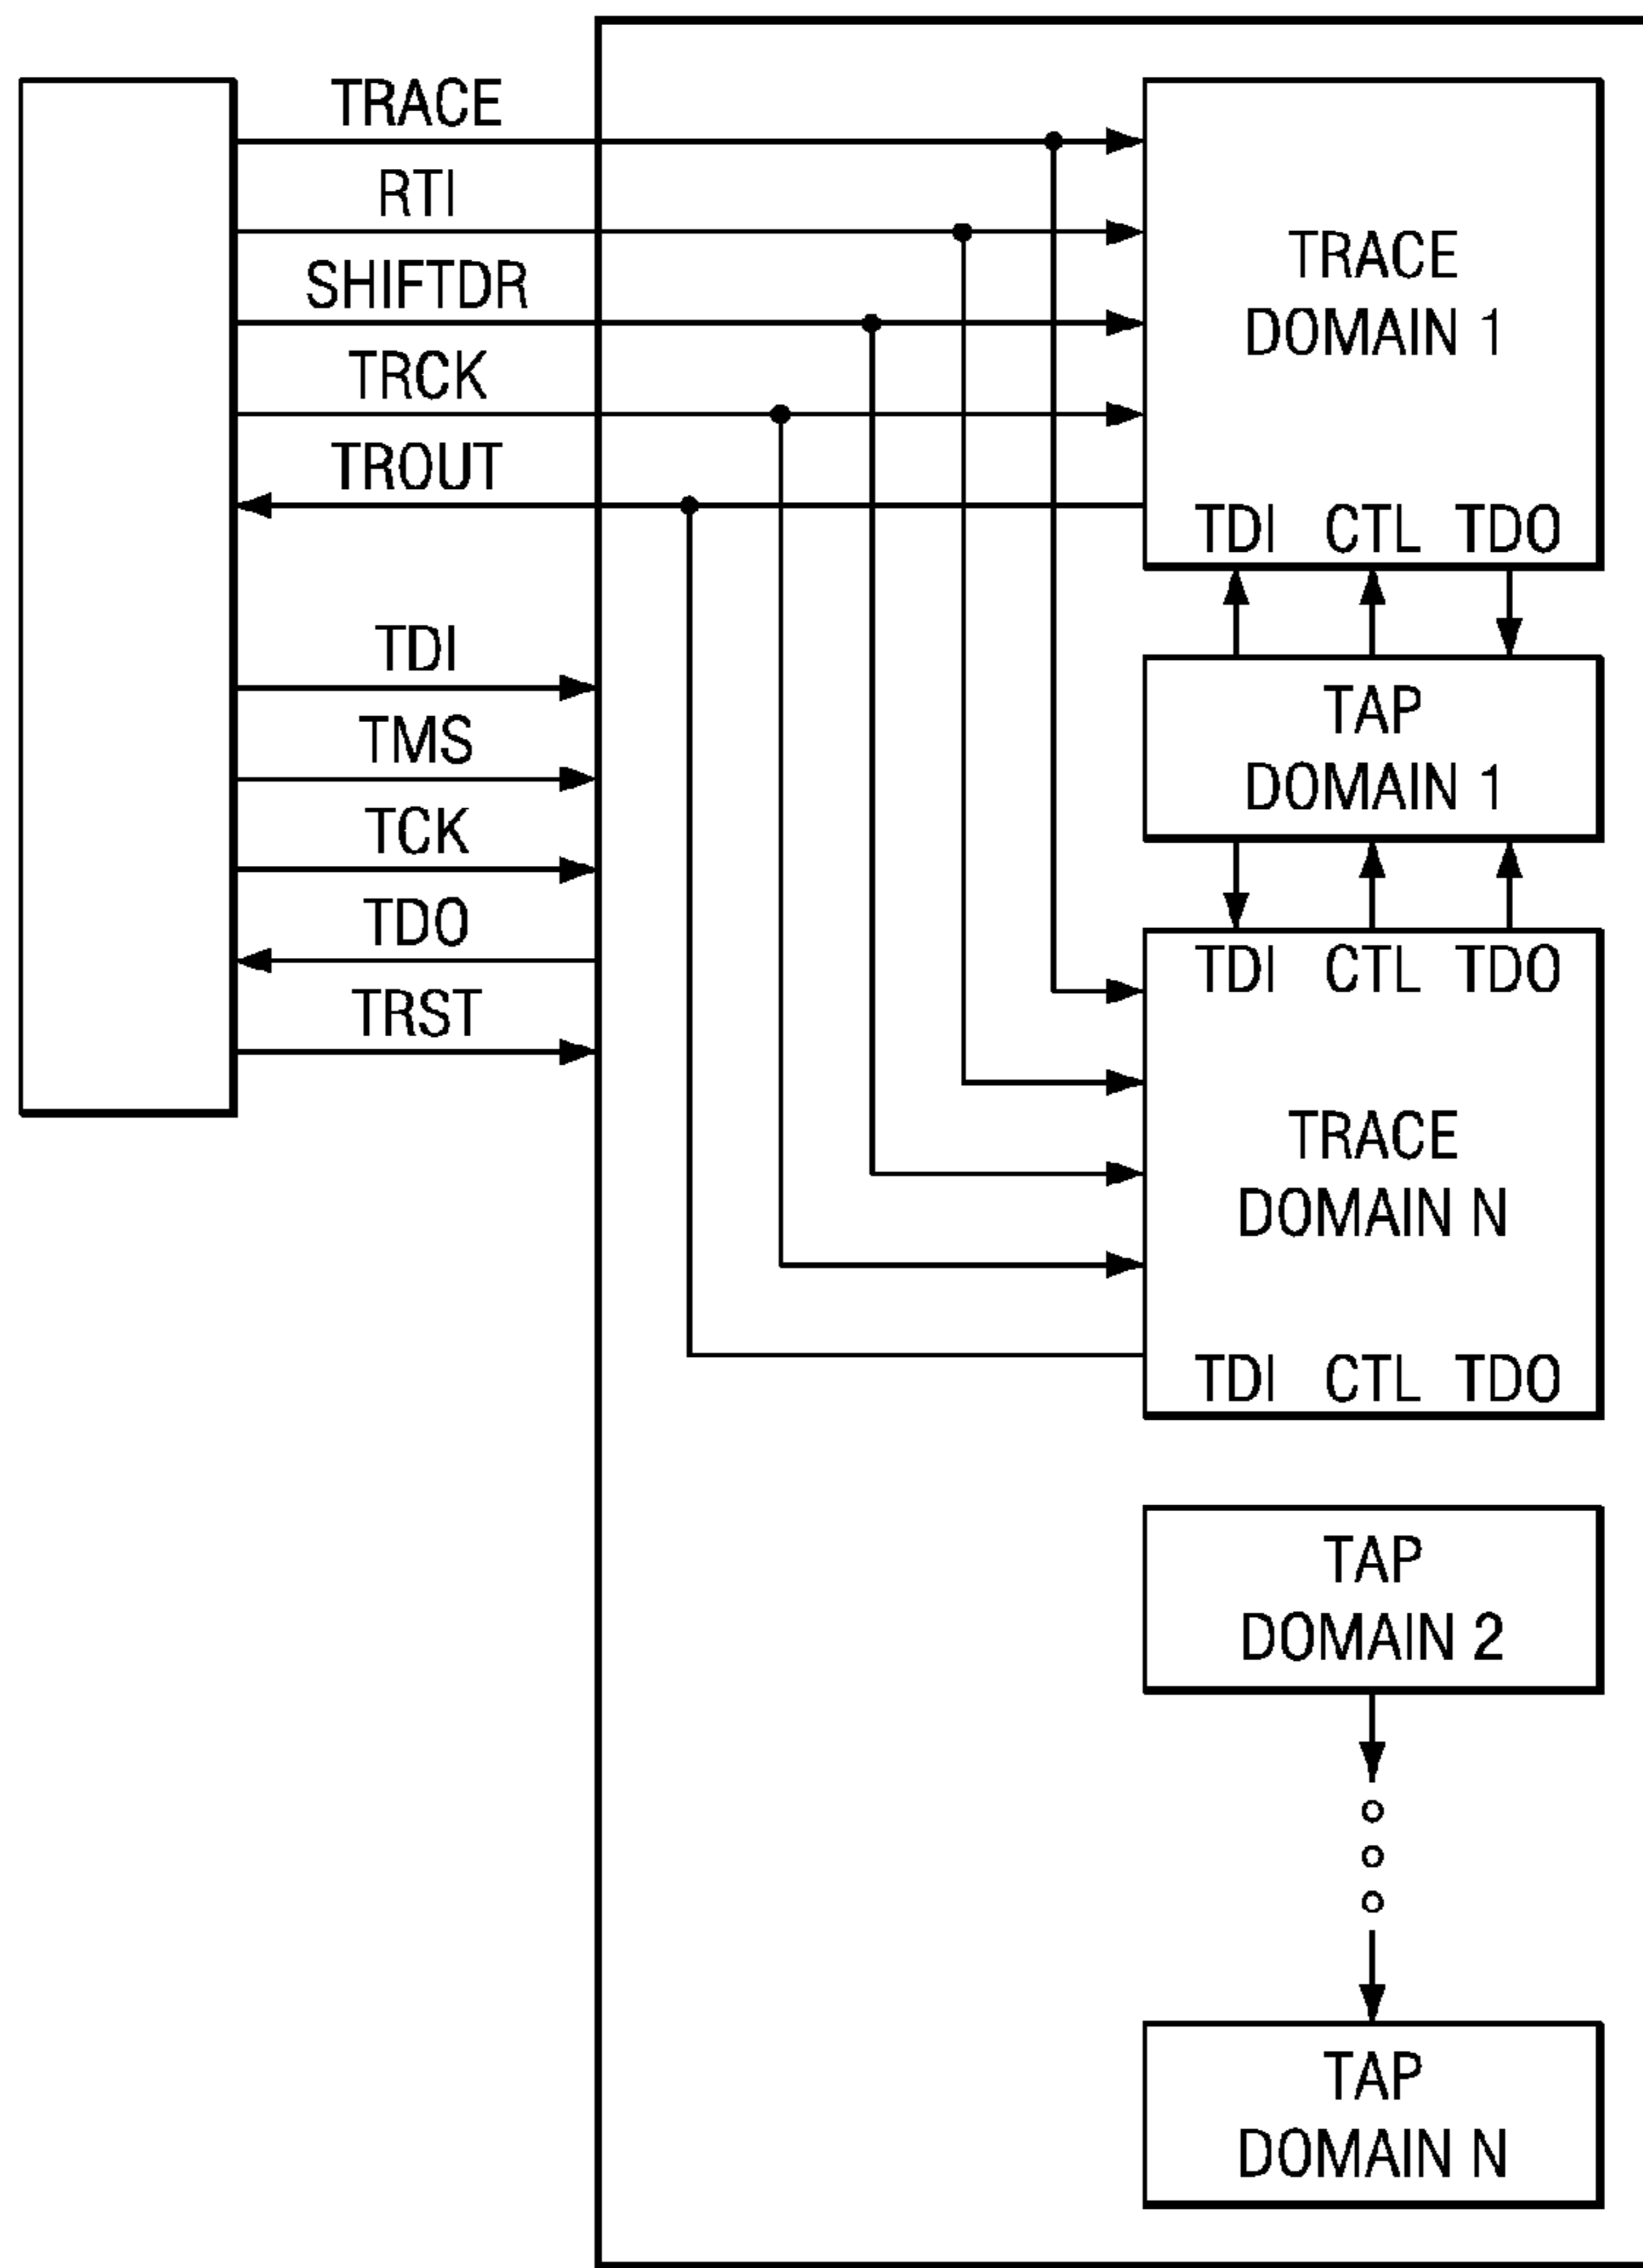 TRACE
RTI
SHIFTDR
TRCK
TROUT
TDI
TMS
TCK
TDO
TRST
TRACE
DOMAIN 1
TDI CTL TDO
TAP
DOMAIN 1
TDI CTL TDO
TRACE
DOMAIN N
TDI CTL TDO
TAP
DOMAIN 2
TAP
DOMAIN N